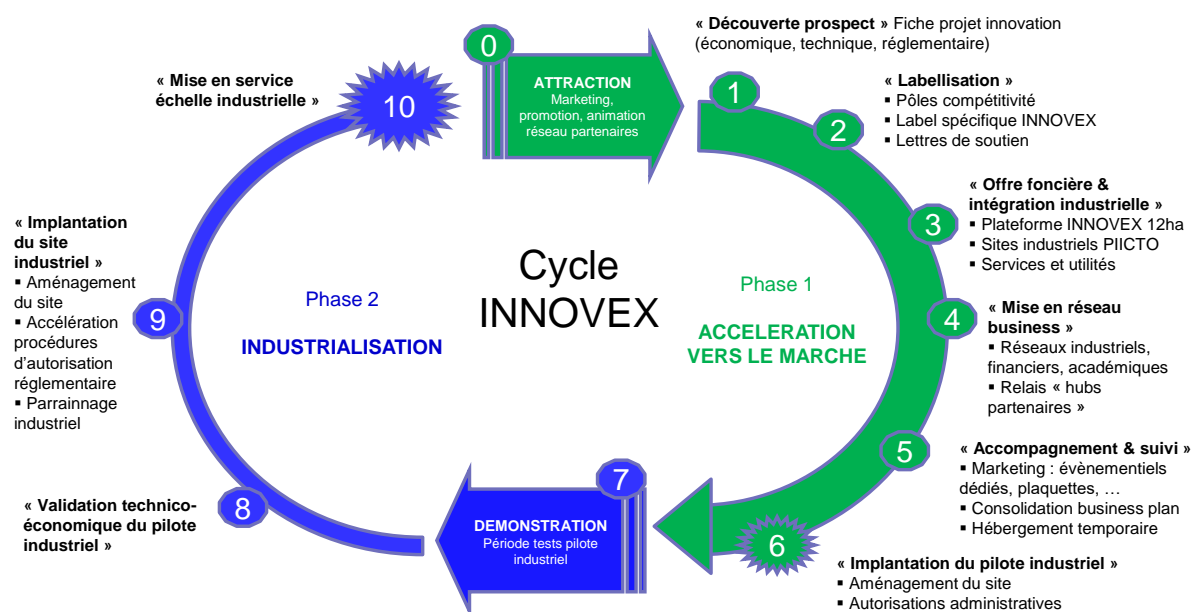 0
ATTRACTION
Marketing,
promotion, animation
réseau partenaires
1
« Découverte prospect » Fiche projet innovation
(économique, technique, réglementaire)
2
« Labellisation »
▪ Pôles compétitivité
▪ Label spécifique INNOVEX
▪ Lettres de soutien
3
« Offre foncière &
intégration industrielle »
▪ Plateforme INNOVEX 12ha
▪ Sites industriels PIICTO
▪ Services et utilités
4
« Mise en réseau
business »
▪ Réseaux industriels,
financiers, académiques
▪ Relais « hubs
partenaires »
5
« Accompagnement & suivi »
▪ Marketing : évènementiels
dédiés, plaquettes, …
▪ Consolidation business plan
▪ Hébergement temporaire
6
« Implantation du pilote industriel »
▪ Aménagement du site
▪ Autorisations administratives
7
DEMONSTRATION
Période tests pilote
industriel
8
« Validation technico-
économique du pilote
industriel »
9
« Implantation
du site
industriel »
▪ Aménagement
du site
▪ Accélération
procédures
d’autorisation
réglementaire
▪ Parrainnage
industriel
10
« Mise en service
échelle industrielle »
Cycle
INNOVEX
Phase 1
ACCELERATION
VERS LE MARCHE
Phase 2
INDUSTRIALISATION